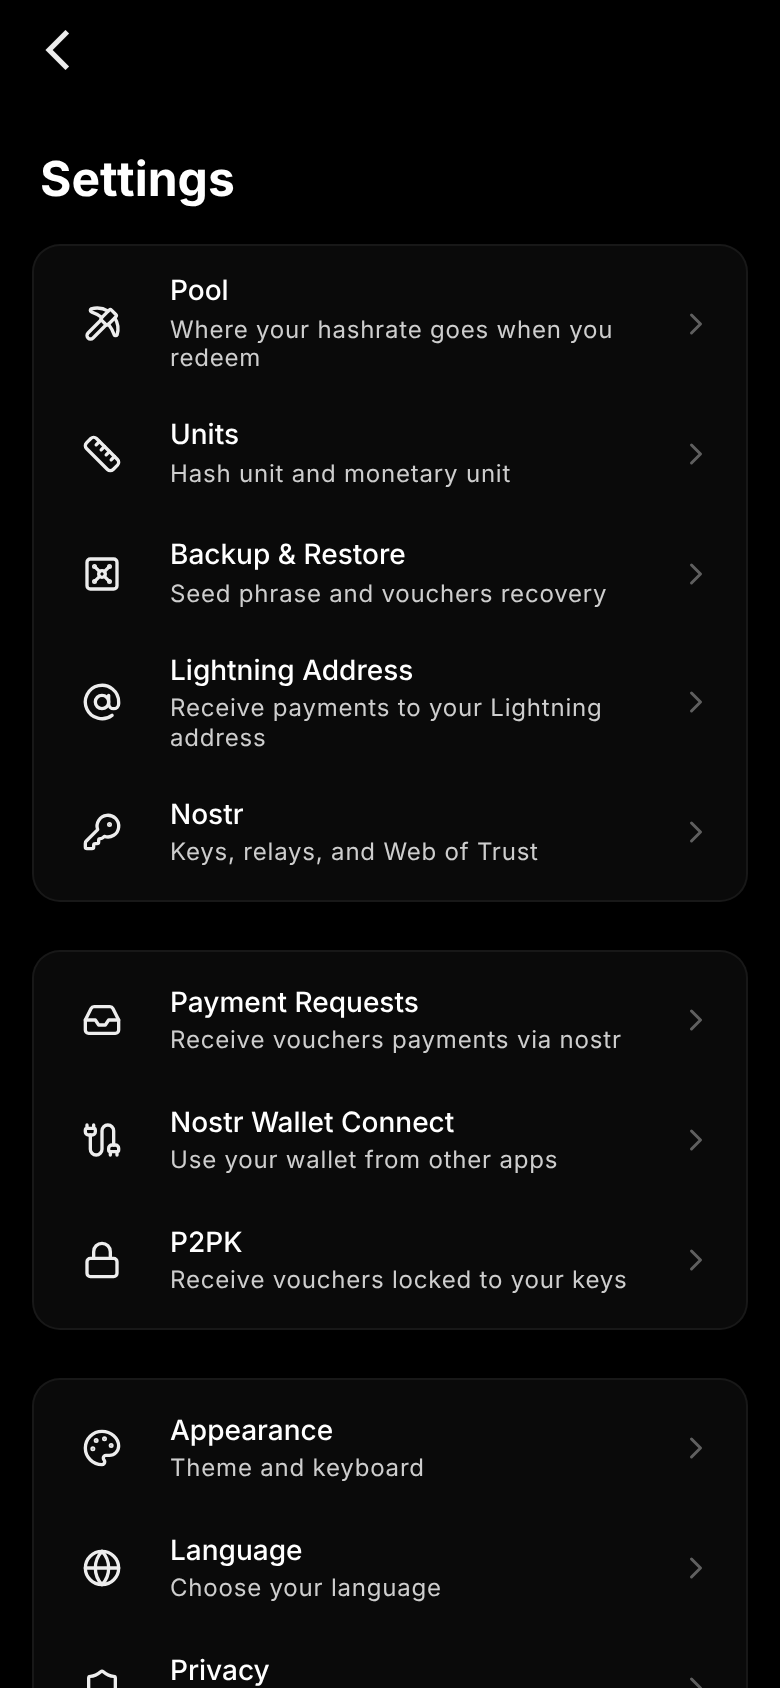 Settings
Pool
Where your hashrate goes when you
redeem
Units
Hash unit and monetary unit
Backup & Restore
Seed phrase and vouchers recovery
Lightning Address
Receive payments to your Lightning
address
Nostr
Keys, relays, and Web of Trust
Payment Requests
Receive vouchers payments via nostr
Nostr Wallet Connect
Use your wallet from other apps
P2PK
Receive vouchers locked to your keys
Appearance
Theme and keyboard
Language
Choose your language
Privacy